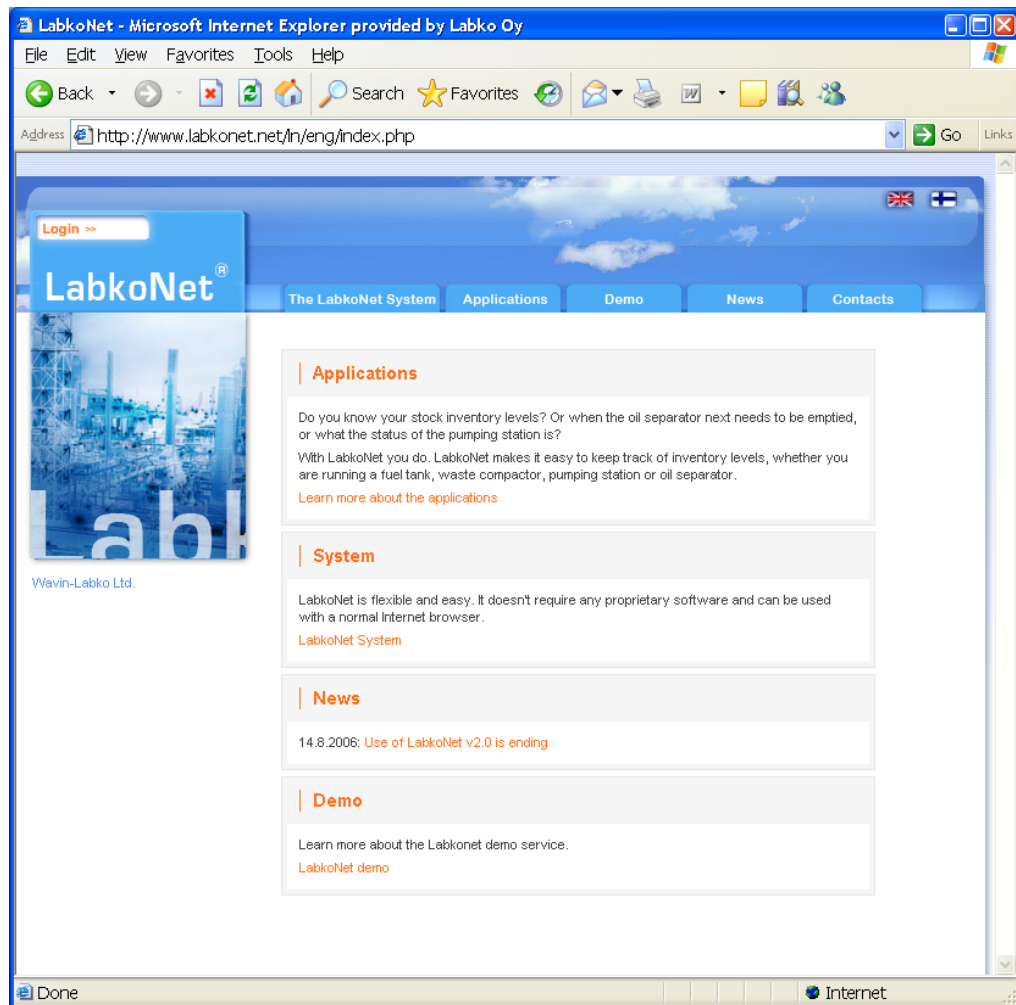 LabkoNet - Microsoft Internet Explorer provided by Labko Oy
File Edit View Favorites Tools Help
Back Search Favorites
Address http://www.labkonet.net/ln/eng/index.php Go Links
Login >>
LabkoNet®
The LabkoNet System Applications Demo News Contacts
Applications
Do you know your stock inventory levels? Or when the oil separator next needs to be emptied,
or what the status of the pumping station is?
With LabkoNet you do. LabkoNet makes it easy to keep track of inventory levels, whether you
are running a fuel tank, waste compactor, pumping station or oil separator.
Learn more about the applications
Labk
Wavin-Labko Ltd.
System
LabkoNet is flexible and easy. It doesn't require any proprietary software and can be used
with a normal Internet browser.
LabkoNet System
News
14.8.2006: Use of LabkoNet v2.0 is ending
Demo
Learn more about the Labkonet demo service.
LabkoNet demo
Done Internet